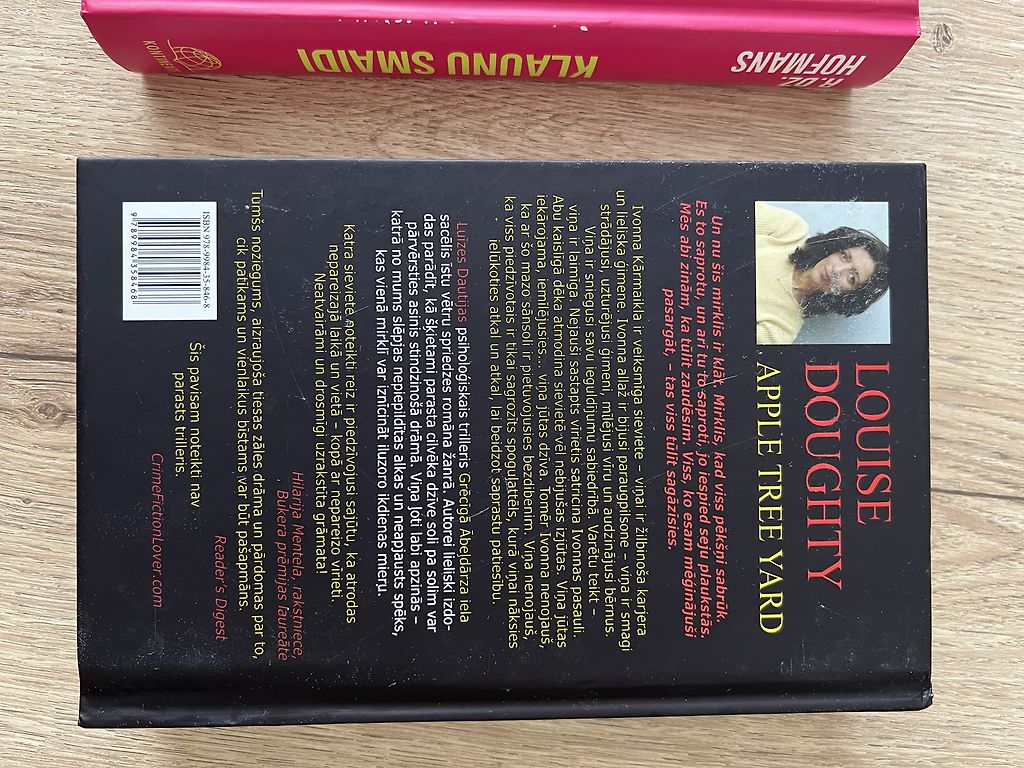 R. DŽ.
HOFMANS
KLAUNU SMAIDI
KONTINENTS
LOUISE
DOUGHTY
APPLE TREE YARD
Un nu šis mirklis ir klāt. Mirklis, kad viss pēkšņi sabrūk.
Es to saprotu, un arī tu to saproti, jo iespied seju plaukstās.
Mēs abi zinām, ka tūlīt zaudēsim. Viss, ko esam mēģinājuši
pasargāt, – tas viss tūlīt sagāzīsies.
Ivonna Kārmaikla ir veiksmīga sieviete – viņai ir žilbinoša karjera
un lieliska ģimene. Ivonna allaž ir bijusi paraugpilsone – viņa ir smagi
strādājusi, uzturējusi ģimeni, mīlējusi vīru un audzinājusi bērnus.
Viņa ir sniegusi savu ieguldījumu sabiedrībā. Varētu teikt –
viņa ir laimīga. Nejauši sastapts vīrietis satricina Ivonnas pasauli.
Abu kaislīgā dēka atmodina sievietē vēl nebijušas izjūtas. Viņa jūtas
iekārojama, iemīlējusies... viņa jūtas dzīva. Tomēr Ivonna nenojauš,
ka ar šo mazo sānsoli ir pietuvojusies bezdibenim. Viņa nenojauš,
ka viss piedzīvotais ir tikai sagrozīts spoguļattēls, kurā viņai nāksies
ielūkoties atkal un atkal, lai beidzot saprastu patiesību.
Luīzes Dautijas psiholoģiskais trilleris Grēcīgā Ābeļdārza iela
sacēlis īstu vētru spriedzes romāna žanrā. Autorei lieliski izdo-
das parādīt, kā šķietami parasta cilvēka dzīve soli pa solim var
pārvērsties asinis stindzinošā drāmā. Viņa ļoti labi apzinās –
katrā no mums slēpjas nepiepildītas alkas un neapjausts spēks,
kas vienā mirklī var iznīcināt iluzoro ikdienas mieru.
Katra sieviete noteikti reiz ir piedzīvojusi sajūtu, ka atrodas
nepareizajā laikā un vietā – kopā ar nepareizo vīrieti.
Neatvairāmi un drosmīgi uzrakstīta grāmata!
Hilarija Mentela, rakstniece,
Bukera prēmijas laureāte
Tumšs noziegums, aizraujoša tiesas zāles drāma un pārdomas par to,
cik patīkams un vienlaikus bīstams var būt pašapmāns.
Reader's Digest
Šis pavisam noteikti nav
parasts trilleris.
CrimeFictionLover.com
ISBN 978-9984-35-846-8
9 789984 358468